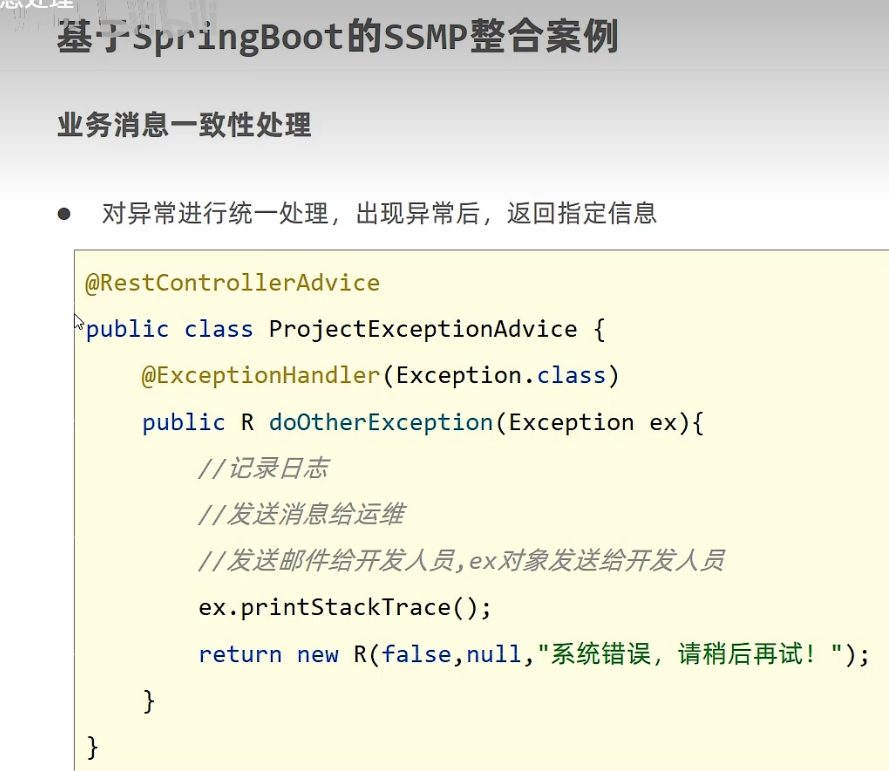 息处理
基于SpringBoot的SSMP整合案例
业务消息一致性处理
● 对异常进行统一处理，出现异常后，返回指定信息
@RestControllerAdvice
public class ProjectExceptionAdvice {
@ExceptionHandler(Exception.class)
public R doOtherException(Exception ex){
//记录日志
//发送消息给运维
//发送邮件给开发人员,ex对象发送给开发人员
ex.printStackTrace();
return new R(false,null,"系统错误，请稍后再试！");
}
}